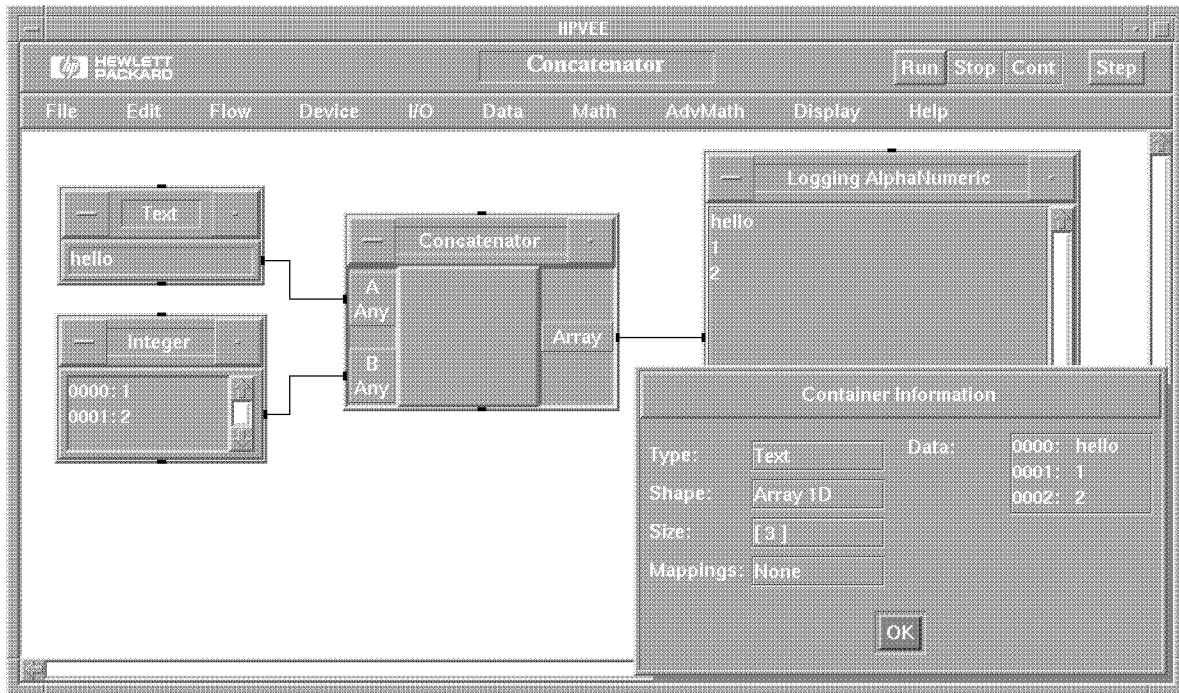 HPVEE
HEWLETT
PACKARD
Concatenator
Run Stop Cont Step
File Edit Flow Device I/O Data Math AdvMath Display Help
Text
hello
Integer
0000: 1
0001: 2
Concatenator
A
Any
B
Any
Array
Logging AlphaNumeric
hello
1
2
Container Information
Type: Text
Shape: Array 1D
Size: [ 3 ]
Mappings: None
Data:
0000: hello
0001: 1
0002: 2
OK